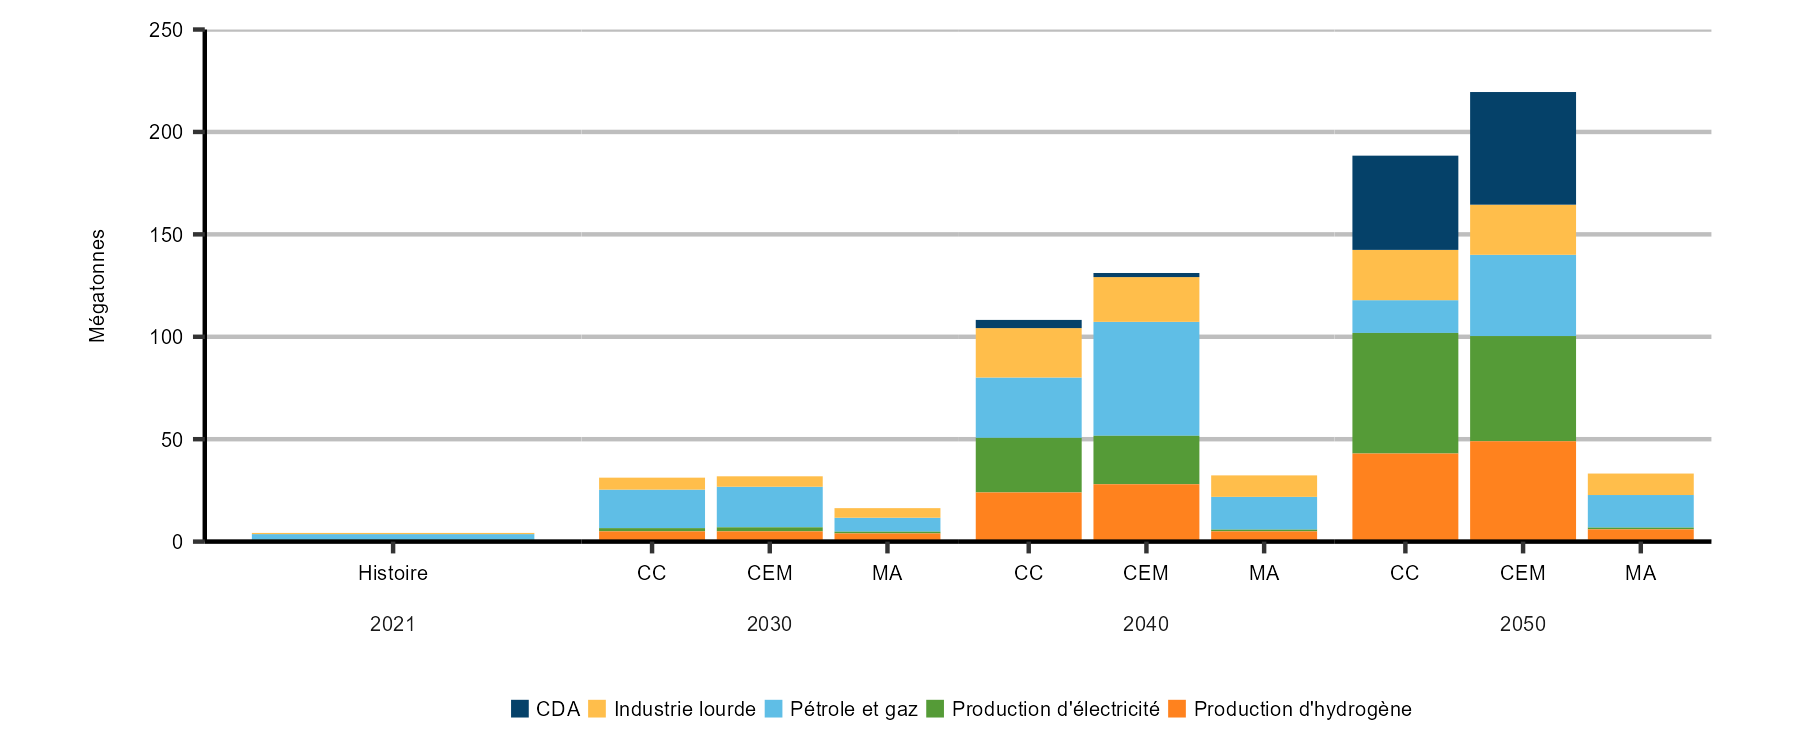 250
200
150
100
50
0
Mégatonnes
Histoire CC CEM MA CC CEM MA CC CEM MA
2021 2030 2040 2050
CDA Industrie lourde Pétrole et gaz Production d'électricité Production d'hydrogène